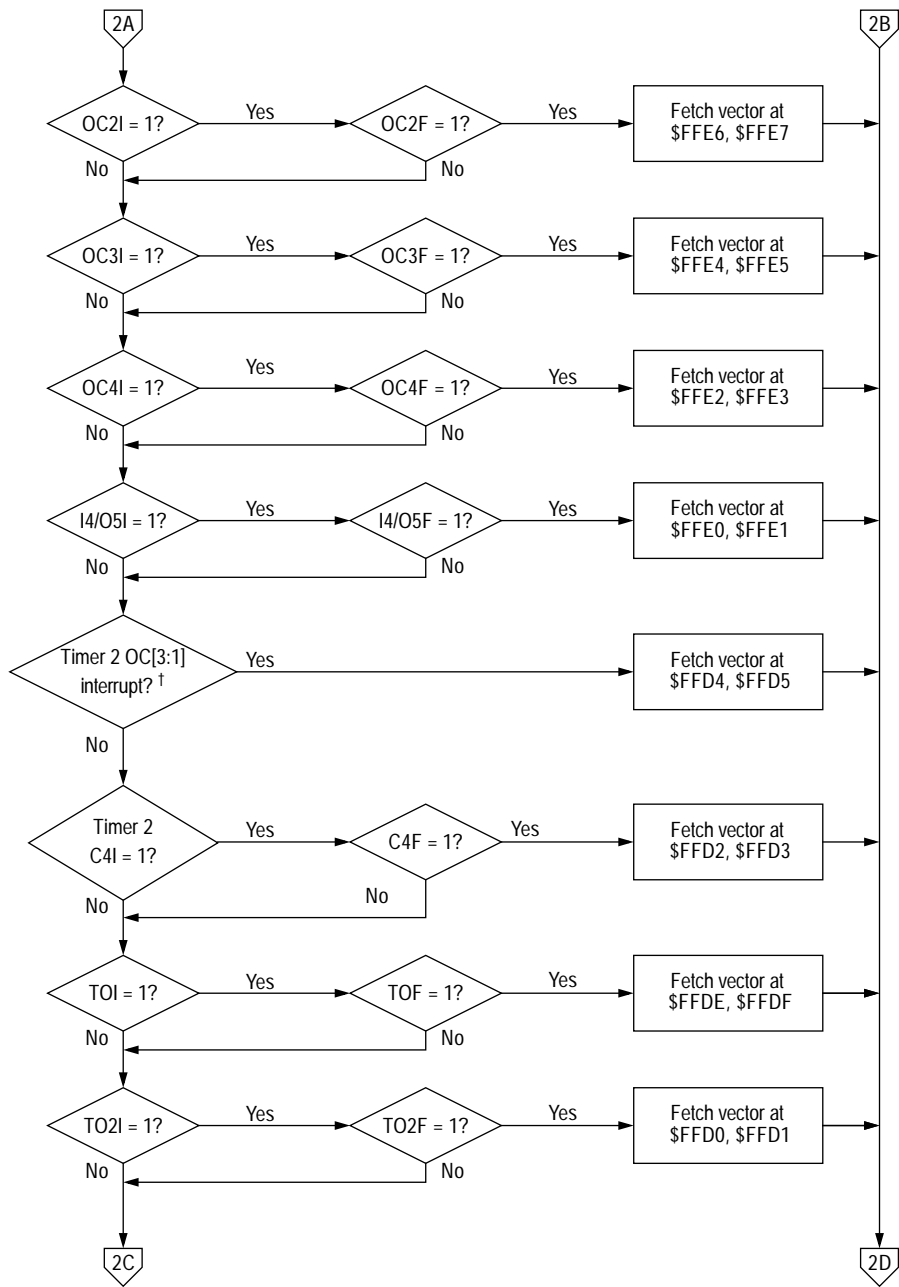 2A
2B
OC2I = 1?
Yes
OC2F = 1?
Yes
Fetch vector at
$FFE6, $FFE7
No
No
OC3I = 1?
Yes
OC3F = 1?
Yes
Fetch vector at
$FFE4, $FFE5
No
No
OC4I = 1?
Yes
OC4F = 1?
Yes
Fetch vector at
$FFE2, $FFE3
No
No
I4/O5I = 1?
Yes
I4/O5F = 1?
Yes
Fetch vector at
$FFE0, $FFE1
No
No
Timer 2 OC[3:1]
interrupt? †
Yes
Fetch vector at
$FFD4, $FFD5
No
Timer 2
C4I = 1?
Yes
C4F = 1?
Yes
Fetch vector at
$FFD2, $FFD3
No
No
TOI = 1?
Yes
TOF = 1?
Yes
Fetch vector at
$FFDE, $FFDF
No
No
TO2I = 1?
Yes
TO2F = 1?
Yes
Fetch vector at
$FFD0, $FFD1
No
No
2C
2D